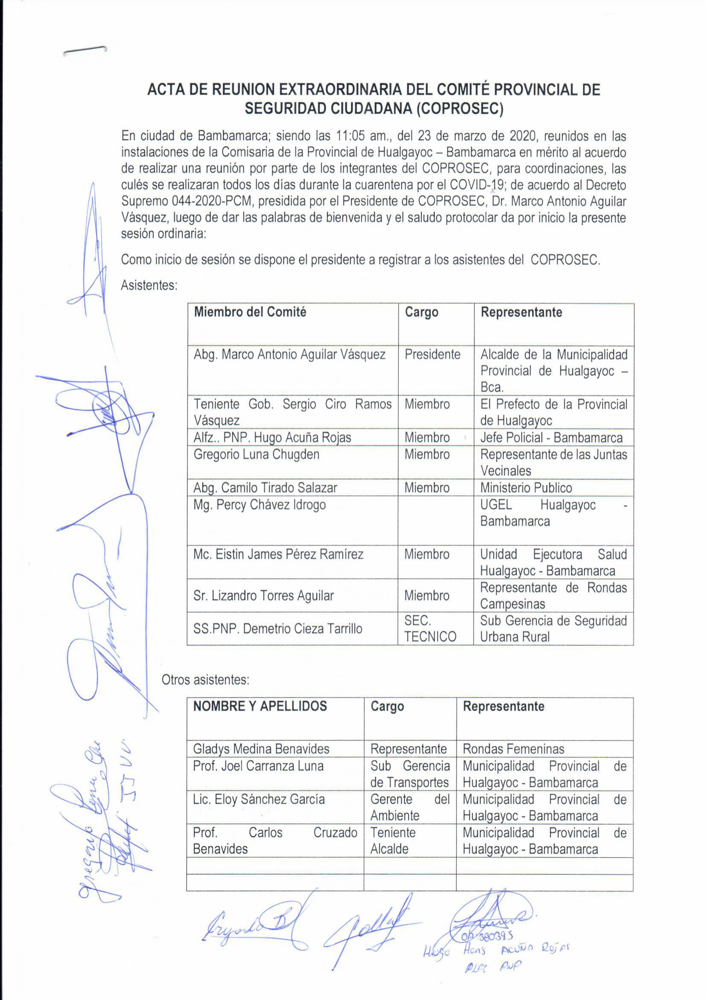 ACTA DE REUNION EXTRAORDINARIA DEL COMITÉ PROVINCIAL DE
SEGURIDAD CIUDADANA (COPROSEC)
En ciudad de Bambamarca; siendo las 11:05 am., del 23 de marzo de 2020, reunidos en las
instalaciones de la Comisaria de la Provincial de Hualgayoc – Bambamarca en mérito al acuerdo
de realizar una reunión por parte de los integrantes del COPROSEC, para coordinaciones, las
culés se realizaran todos los días durante la cuarentena por el COVID-19; de acuerdo al Decreto
Supremo 044-2020-PCM, presidida por el Presidente de COPROSEC, Dr. Marco Antonio Aguilar
Vásquez, luego de dar las palabras de bienvenida y el saludo protocolar da por inicio la presente
sesión ordinaria:
Como inicio de sesión se dispone el presidente a registrar a los asistentes del COPROSEC.
Asistentes:
Miembro del Comité Cargo Representante
Abg. Marco Antonio Aguilar Vásquez Presidente Alcalde de la Municipalidad
Provincial de Hualgayoc –
Bca.
Teniente Gob. Sergio Ciro Ramos Miembro El Prefecto de la Provincial
Vásquez de Hualgayoc
Alfz.. PNP. Hugo Acuña Rojas Miembro Jefe Policial - Bambamarca
Gregorio Luna Chugden Miembro Representante de las Juntas
Vecinales
Abg. Camilo Tirado Salazar Miembro Ministerio Publico
Mg. Percy Chávez Idrogo UGEL Hualgayoc -
Bambamarca
Mc. Eistin James Pérez Ramírez Miembro Unidad Ejecutora Salud
Hualgayoc - Bambamarca
Sr. Lizandro Torres Aguilar Miembro Representante de Rondas
Campesinas
SS.PNP. Demetrio Cieza Tarrillo SEC. TECNICO Sub Gerencia de Seguridad
Urbana Rural
Otros asistentes:
NOMBRE Y APELLIDOS Cargo Representante
Gladys Medina Benavides Representante Rondas Femeninas
Prof. Joel Carranza Luna Sub Gerencia Municipalidad Provincial de
de Transportes Hualgayoc - Bambamarca
Lic. Eloy Sánchez García Gerente del Municipalidad Provincial de
Ambiente Hualgayoc - Bambamarca
Prof. Carlos Cruzado Teniente Municipalidad Provincial de
Benavides Alcalde Hualgayoc - Bambamarca
JJ VV.
OA: 380395
Hugo Hans ACUÑA ROJAS
ALFZ PNP